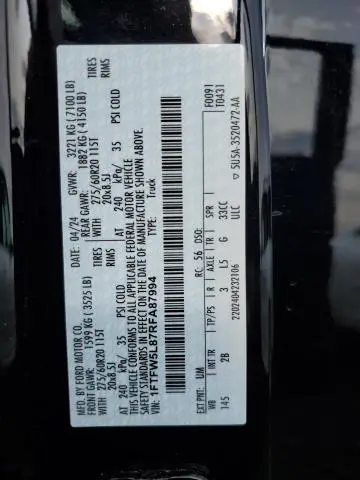 MFD. BY FORD MOTOR CO.
DATE: 04/24 GVWR: 3221 KG (7100 LB)
FRONT GAWR: 1599 KG (3525 LB) REAR GAWR: 1882 KG (4150 LB)
WITH 275/60R20 115T WITH 275/60R20 115T TIRES
20x8.5J 20x8.5J RIMS
AT 240 kPa/ 35 PSI COLD AT 240 kPa/ 35 PSI COLD
THIS VEHICLE CONFORMS TO ALL APPLICABLE FEDERAL MOTOR VEHICLE
SAFETY STANDARDS IN EFFECT ON THE DATE OF MANUFACTURE SHOWN ABOVE.
VIN: 1FTFW5L87RFA87994
TYPE: Truck
F0091
T0431
EXT PNT: UM RC: 56 DSO:
WB INT TR TP/PS R AXLE TR SPR
145 2B 3 L5 G 33CC
ULC
2202404232106
▽ 5U5A-3520472-AA